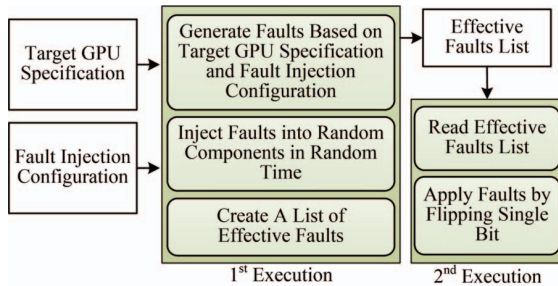 Target GPU
Specification
Fault Injection
Configuration
Generate Faults Based on
Target GPU Specification
and Fault Injection
Configuration
Inject Faults into Random
Components in Random
Time
Create A List of
Effective Faults
1st Execution
Effective
Faults List
Read Effective
Faults List
Apply Faults by
Flipping Single
Bit
2nd Execution